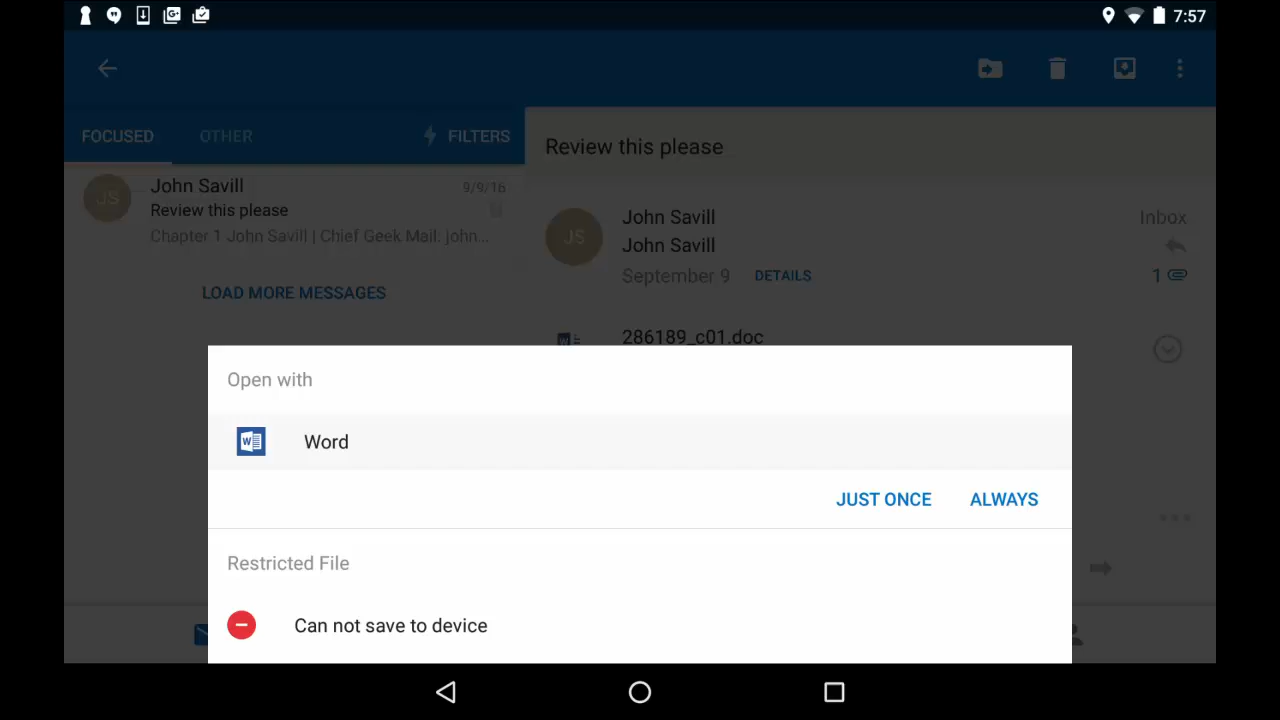 7:57
FOCUSED
OTHER
FILTERS
Review this please
JS
John Savill
9/9/16
Review this please
Chapter 1 John Savill | Chief Geek Mail: john...
LOAD MORE MESSAGES
JS
John Savill
Inbox
John Savill
September 9
DETAILS
1
286189_c01.doc
Open with
Word
JUST ONCE
ALWAYS
Restricted File
Can not save to device